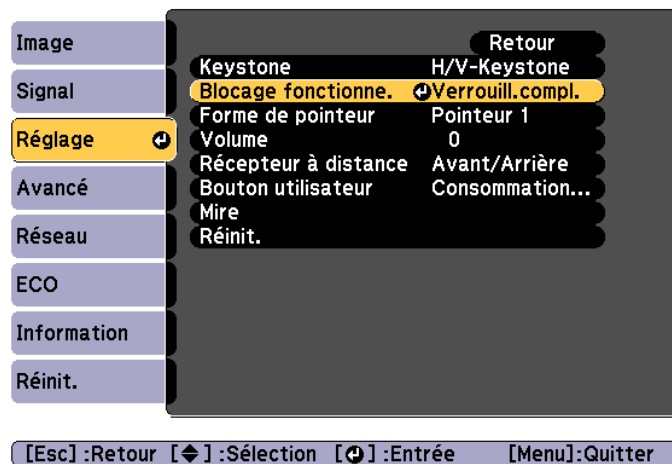 Image
Signal
Réglage
Avancé
Réseau
ECO
Information
Réinit.
Retour
Keystone H/V-Keystone
Blocage fonctionne. Verrouill.compl.
Forme de pointeur Pointeur 1
Volume 0
Récepteur à distance Avant/Arrière
Bouton utilisateur Consommation...
Mire
Réinit.
[Esc] :Retour [◆] :Sélection [↵] :Entrée [Menu]:Quitter